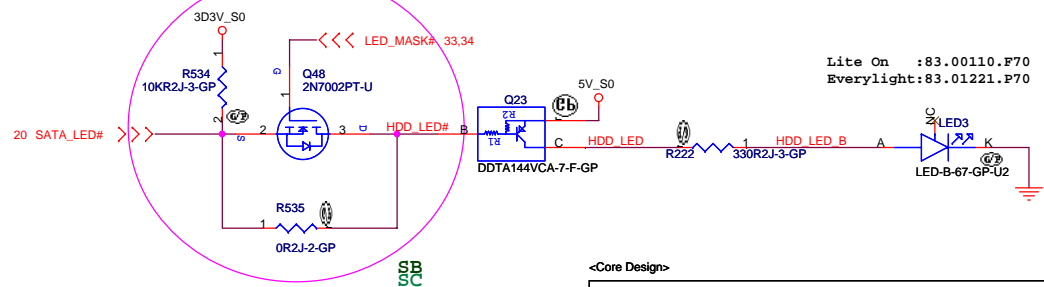 3D3V_S0
LED_MASK# 33,34
R534
10KR2J-3-GP
1
2
G
1
Q48
2N7002PT-U
20 SATA_LED#
S
2
3
D
HDD_LED#
R535
1
0R2J-2-GP
SB
SC
Q23
R2
R1
B
C
DDTA144VCA-7-F-GP
5V_S0
HDD_LED
R222
1
330R2J-3-GP
HDD_LED_B
Lite On :83.00110.F70
Everylight:83.01221.F70
NC
LED3
A
K
LED-B-67-GP-U2
<Core Design>